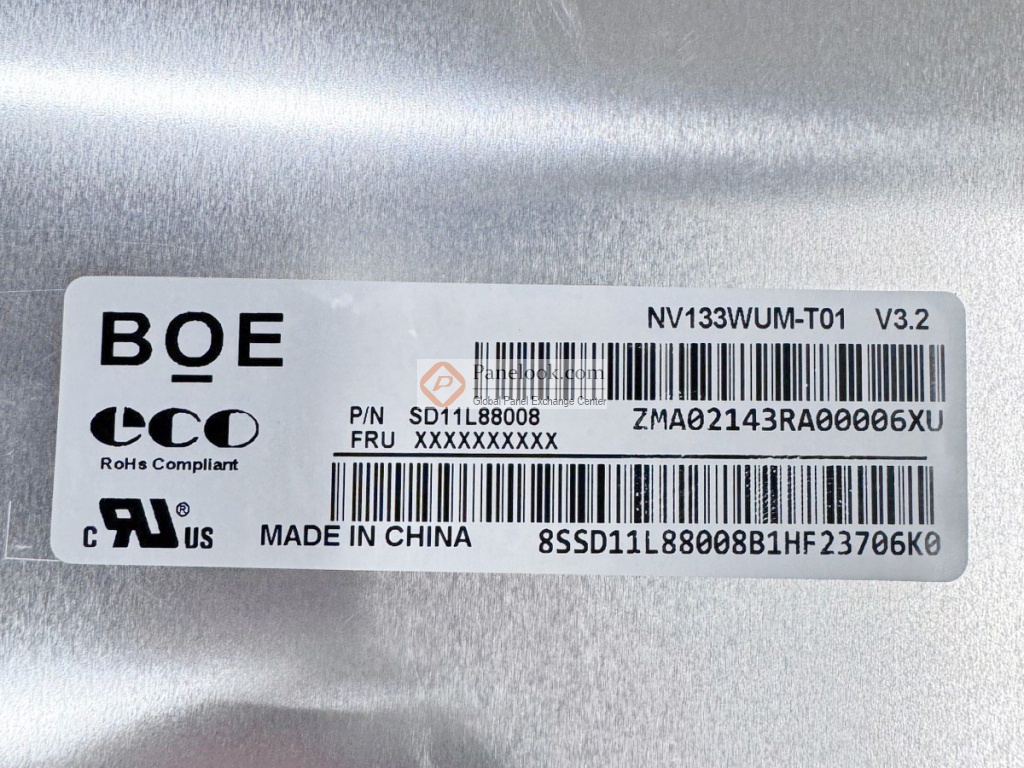 BOE
NV133WUM-T01 V3.2
Panelook.com
Global Panel Exchange Center
eco
P/N SD11L88008
ZMA02143RA00006XU
FRU XXXXXXXXXX
RoHs Compliant
c RU ® US
MADE IN CHINA
8SSD11L88008B1HF23706K0